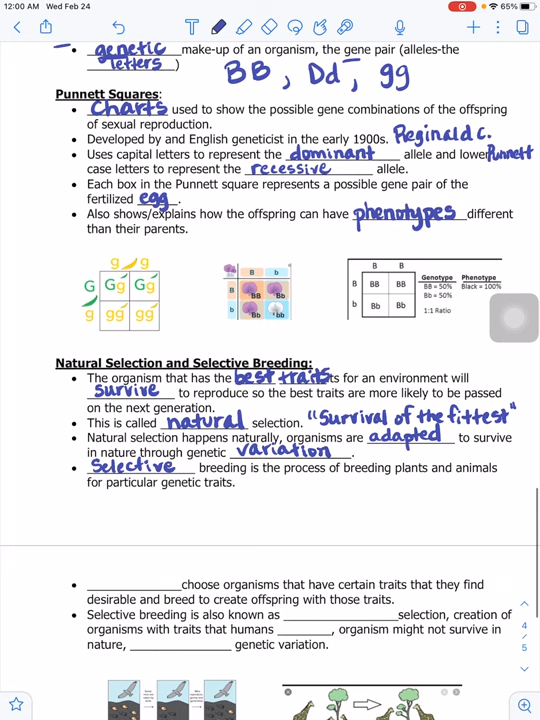 12:00 AM Wed Feb 24
65%
• genetic make-up of an organism, the gene pair (alleles-the
letters)
BB, Dd, gg
Punnett Squares:
• Charts used to show the possible gene combinations of the offspring
of sexual reproduction.
• Developed by and English geneticist in the early 1900s. Reginald C.
Punnett
• Uses capital letters to represent the dominant allele and lower
case letters to represent the recessive allele.
• Each box in the Punnett square represents a possible gene pair of the
fertilized egg.
• Also shows/explains how the offspring can have phenotypes different
than their parents.
g g
G Gg Gg
g gg gg
B b
B BB Bb
b Bb bb
B B
B BB BB
b Bb Bb
Genotype Phenotype
BB = 50% Black = 100%
Bb = 50%
1:1 Ratio
Natural Selection and Selective Breeding:
• The organism that has the best traits ts for an environment will
survive to reproduce so the best traits are more likely to be passed
on the next generation.
• This is called natural selection. "Survival of the fittest"
• Natural selection happens naturally, organisms are adapted to survive
in nature through genetic variation.
• Selective breeding is the process of breeding plants and animals
for particular genetic traits.
• ____________ choose organisms that have certain traits that they find
desirable and breed to create offspring with those traits.
• Selective breeding is also known as ____________ selection, creation of
organisms with traits that humans ________, organism might not survive in
nature, ____________ genetic variation.
4
/
5